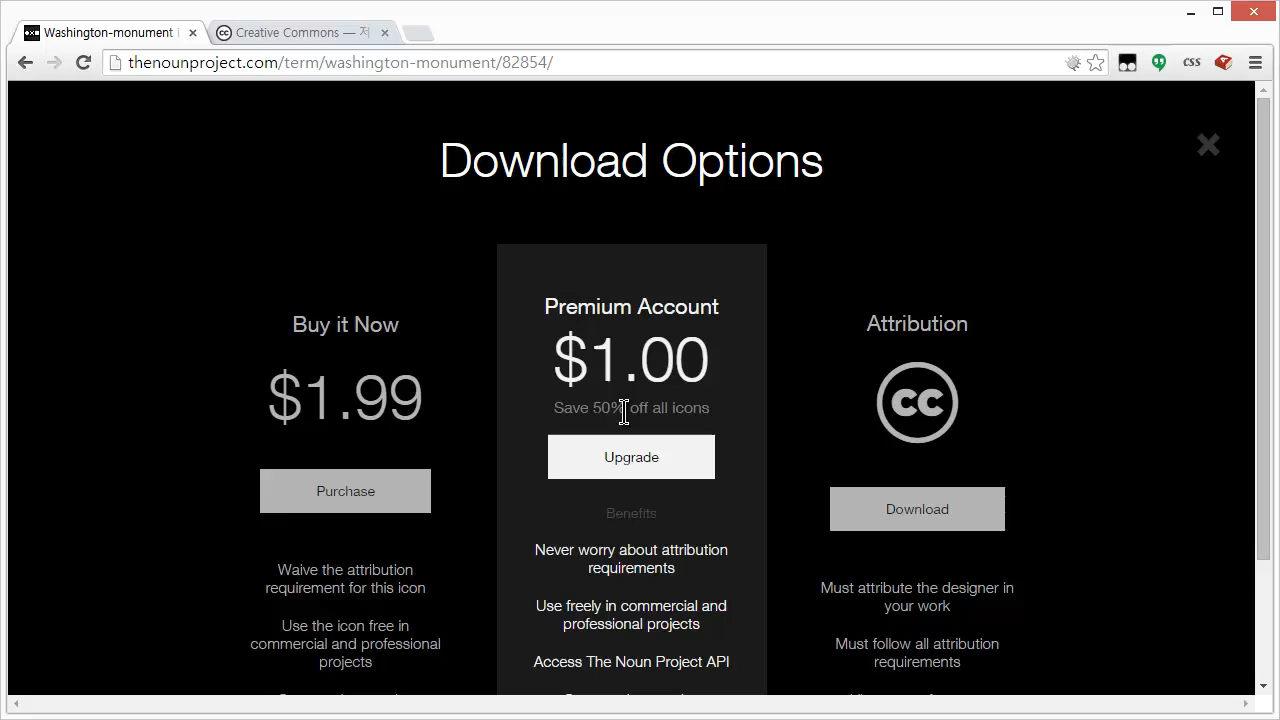 Washington-monument
Creative Commons — 저
thenounproject.com/term/washington-monument/82854/
css
Download Options
Buy it Now
$1.99
Purchase
Waive the attribution
requirement for this icon
Use the icon free in
commercial and professional
projects
Premium Account
$1.00
Save 50% off all icons
Upgrade
Benefits
Never worry about attribution
requirements
Use freely in commercial and
professional projects
Access The Noun Project API
Attribution
cc
Download
Must attribute the designer in
your work
Must follow all attribution
requirements